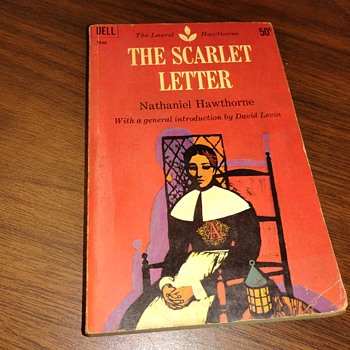 DELL
The Laurel Hawthorne
50¢
THE SCARLET
LETTER
Nathaniel Hawthorne
With a general introduction by David Levin
A